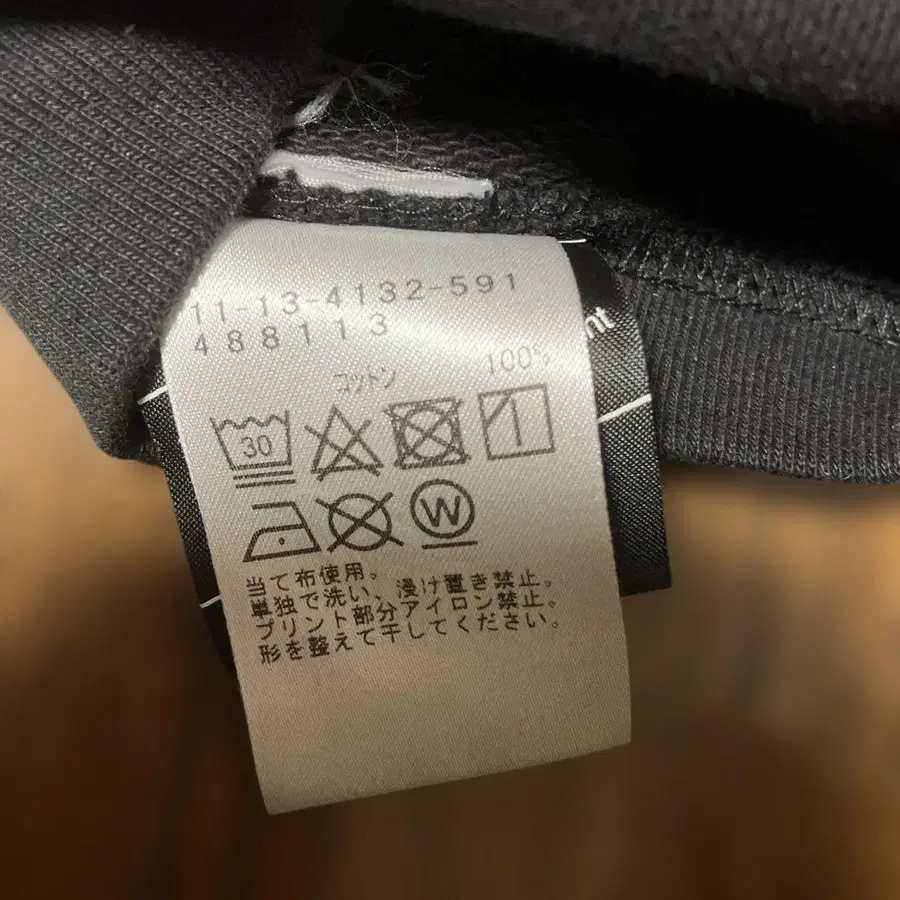 11-13-4132-591
488113
コットン 100%
30
W
当て布使用。
単独で洗い、浸け置き禁止。
プリント部分アイロン禁止。
形を整えて干してください。